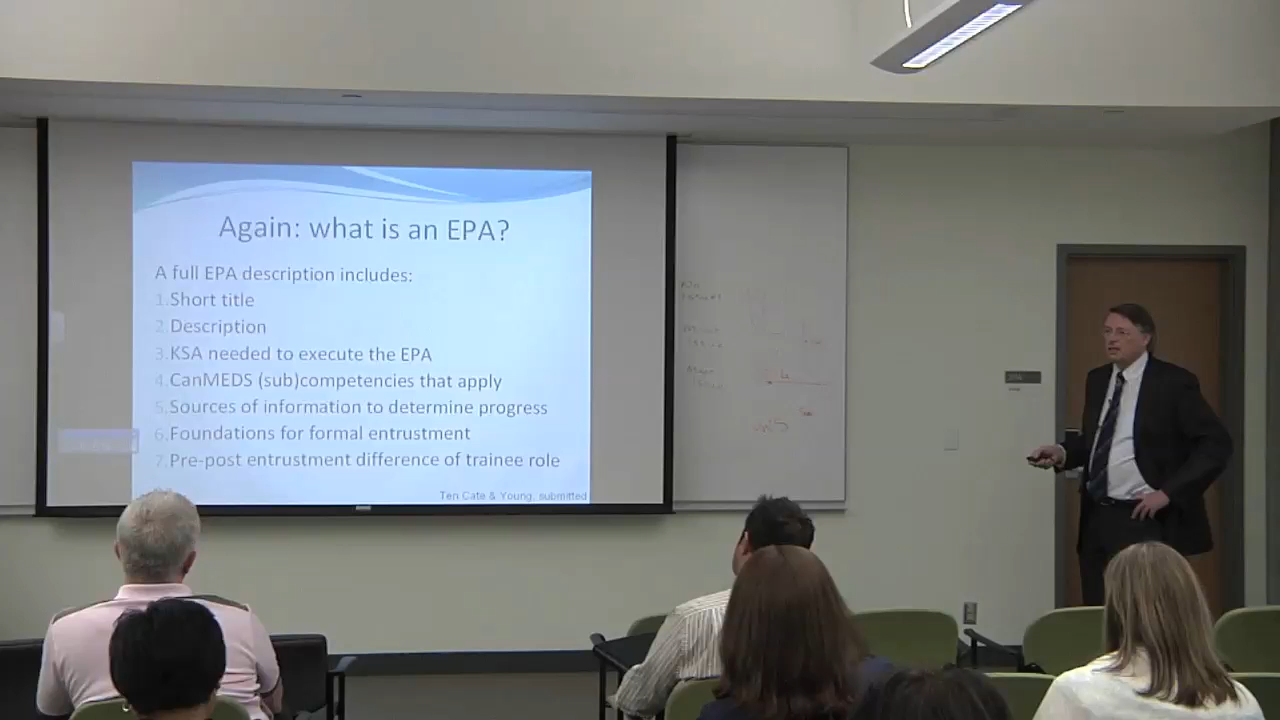 Again: what is an EPA?
A full EPA description includes:
1.Short title
2.Description
3.KSA needed to execute the EPA
4.CanMEDS (sub)competencies that apply
5.Sources of information to determine progress
6.Foundations for formal entrustment
7.Pre-post entrustment difference of trainee role
Ten Cate & Young, submitted